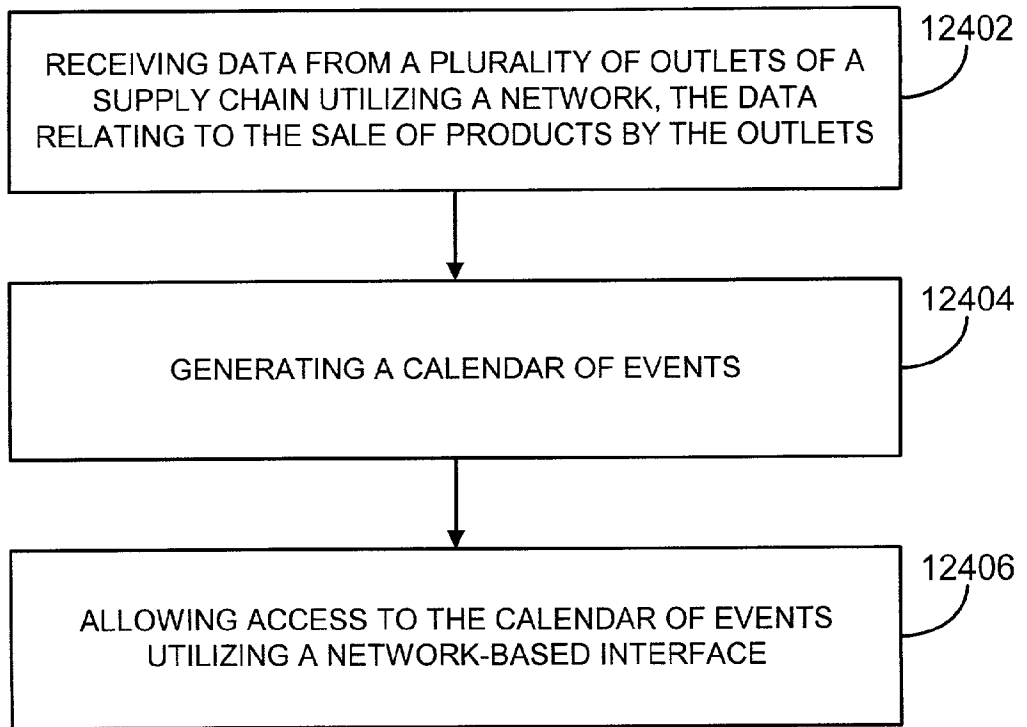 12402
RECEIVING DATA FROM A PLURALITY OF OUTLETS OF A
SUPPLY CHAIN UTILIZING A NETWORK, THE DATA
RELATING TO THE SALE OF PRODUCTS BY THE OUTLETS
12404
GENERATING A CALENDAR OF EVENTS
12406
ALLOWING ACCESS TO THE CALENDAR OF EVENTS
UTILIZING A NETWORK-BASED INTERFACE